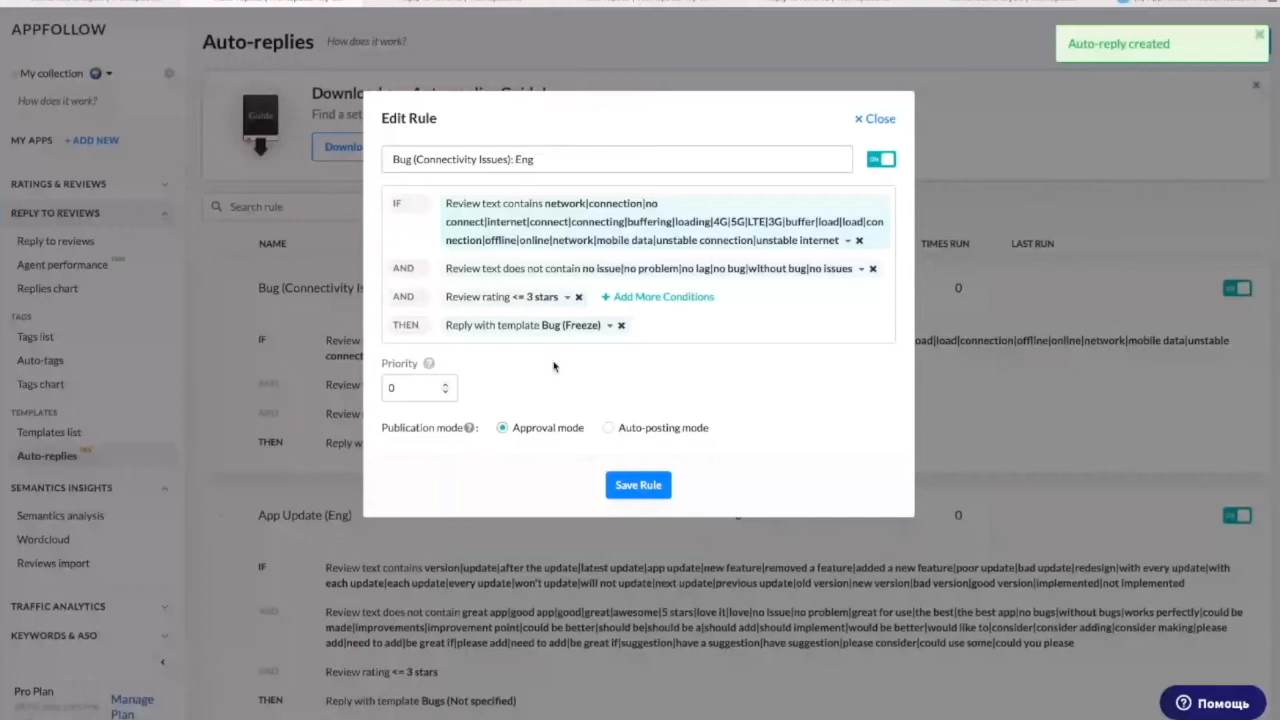 APPFOLLOW
Auto-replies How does it work?
Auto-reply created
My collection
How does it work?
MY APPS + ADD NEW
RATINGS & REVIEWS
REPLY TO REVIEWS
Reply to reviews
Agent performance new
Replies chart
TAGS
Tags list
Auto-tags
Tags chart
TEMPLATES
Templates list
Auto-replies
SEMANTICS INSIGHTS
Semantics analysis
Wordcloud
Reviews import
TRAFFIC ANALYTICS
KEYWORDS & ASO
Pro Plan
Manage
Plan
Guide
Find a set
Downlo
Search rule
NAME
TIMES RUN
LAST RUN
Edit Rule
× Close
Bug (Connectivity Issues): Eng
ON
IF Review text contains network|connection|no
connect|internet|connect|connecting|buffering|loading|4G|5G|LTE|3G|buffer|load|load|con
nection|offline|online|network|mobile data|unstable connection|unstable internet
AND Review text does not contain no issue|no problem|no lag|no bug|without bug|no issues
AND Review rating <= 3 stars + Add More Conditions
THEN Reply with template Bug (Freeze)
Priority ?
0
Publication mode?: Approval mode Auto-posting mode
Save Rule
Bug (Connectivity Is
0
IF Review
oad|load|connection|offline|online|network|mobile data|unstable
connect
AND Review
AND Review
THEN Reply w
App Update (Eng)
0
IF Review text contains version|update|after the update|latest update|app update|new feature|removed a feature|added a new feature|poor update|bad update|redesign|with every update|with
each update|each update|every update|won't update|will not update|next update|previous update|old version|new version|bad version|good version|implemented|not implemented
AND Review text does not contain great app|good app|good|great|awesome|5 stars|love it|love|no issue|no problem|great for use|the best|the best app|no bugs|without bugs|works perfectly|could be
made|improvements|improvement point|could be better|should be|should be a|should add|should implement|would be better|would like to|consider|consider adding|consider making|please
add|need to add|be great if|please add|need to add|be great if|suggestion|have a suggestion|have suggestion|please consider|could use some|could you please
AND Review rating <= 3 stars
THEN Reply with template Bugs (Not specified)
Помощь